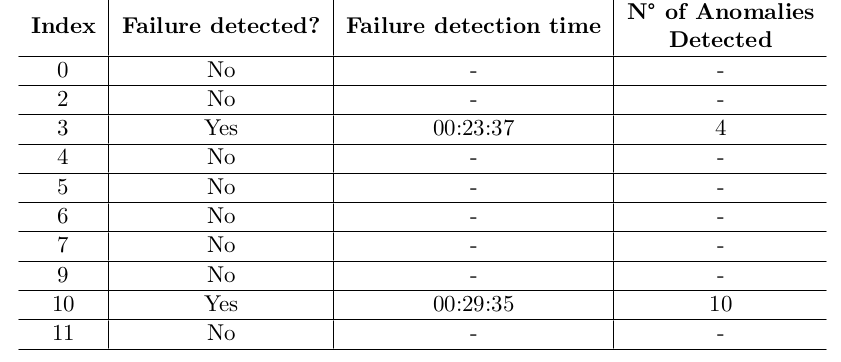 Index Failure detected? Failure detection time N° of Anomalies Detected
0 No - -
2 No - -
3 Yes 00:23:37 4
4 No - -
5 No - -
6 No - -
7 No - -
9 No - -
10 Yes 00:29:35 10
11 No - -